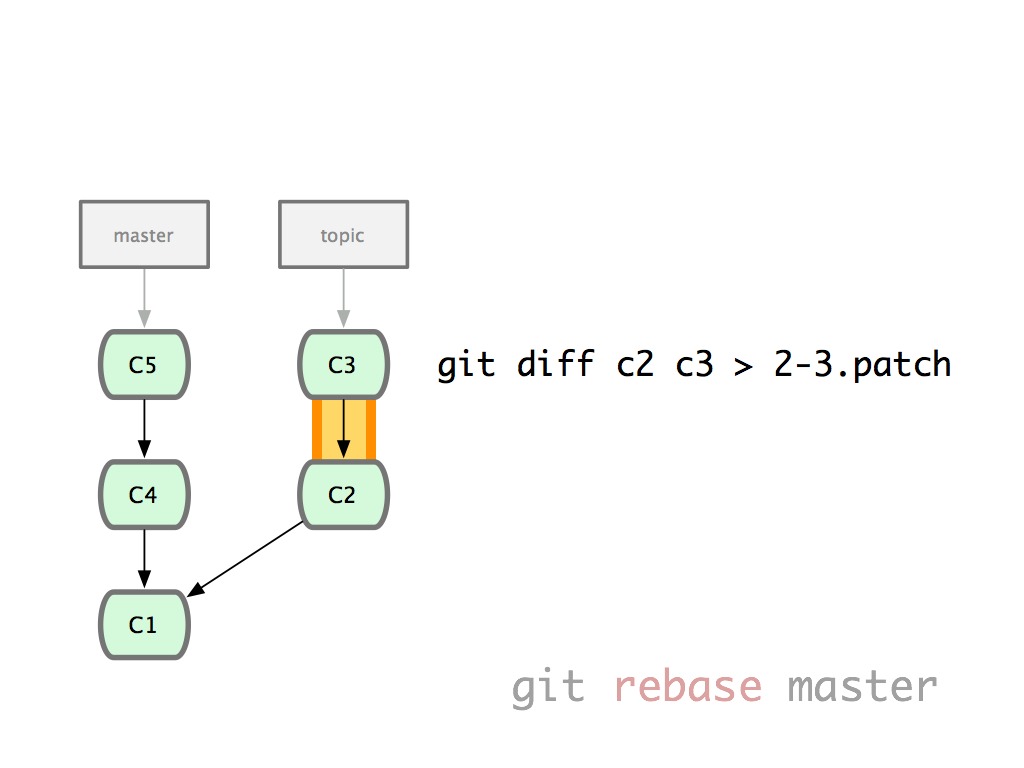 master
topic
C5
C3
git diff c2 c3 > 2-3.patch
C4
C2
C1
git rebase master